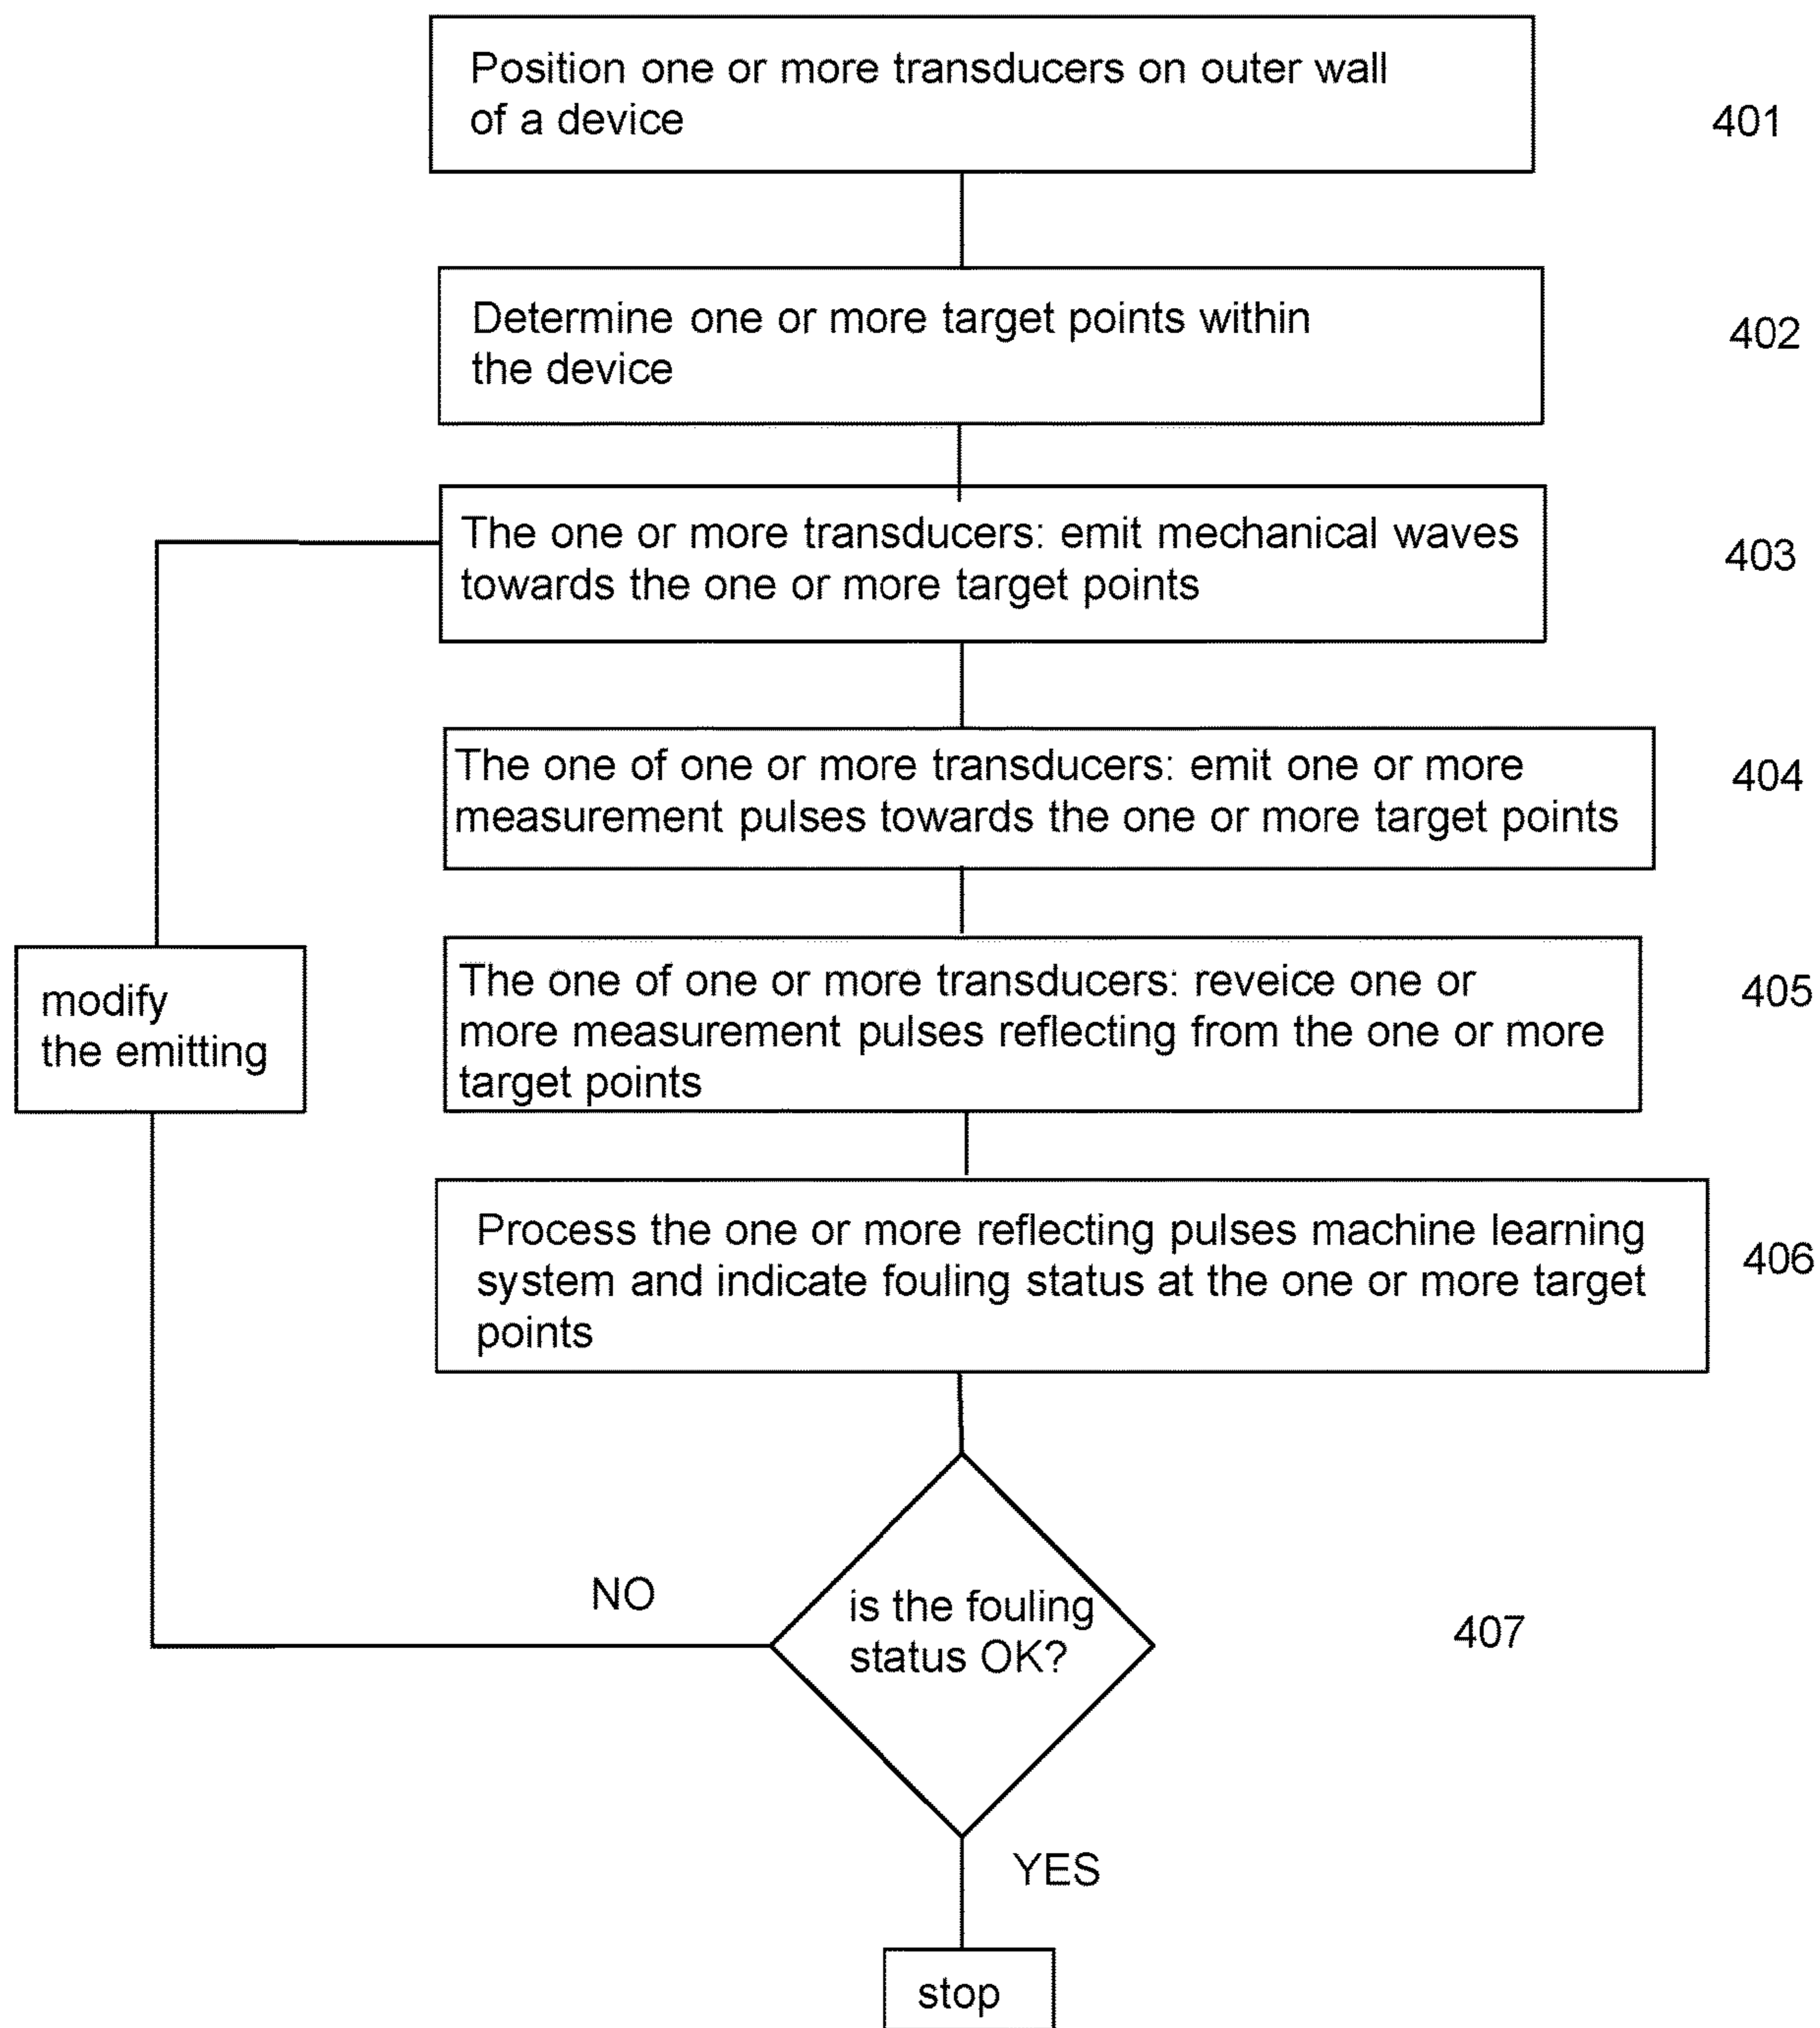 Position one or more transducers on outer wall
of a device
401
Determine one or more target points within
the device
402
The one or more transducers: emit mechanical waves
towards the one or more target points
403
The one of one or more transducers: emit one or more
measurement pulses towards the one or more target points
404
modify
the emitting
The one of one or more transducers: reveice one or
more measurement pulses reflecting from the one or more
target points
405
Process the one or more reflecting pulses machine learning
system and indicate fouling status at the one or more target
points
406
NO
is the fouling
status OK?
407
YES
stop